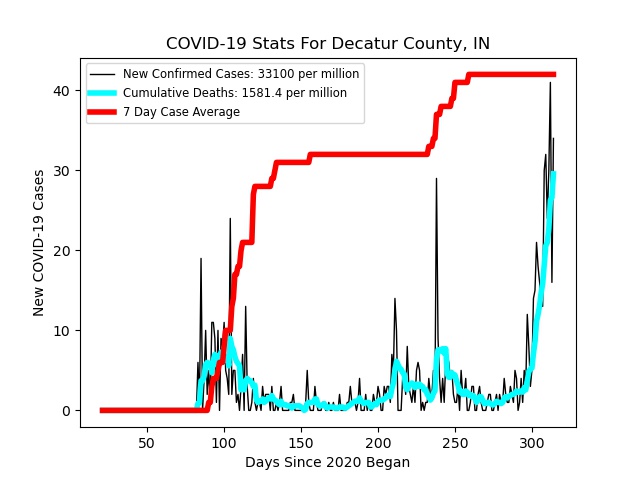 COVID-19 Stats For Decatur County, IN
New Confirmed Cases: 33100 per million
Cumulative Deaths: 1581.4 per million
7 Day Case Average
New COVID-19 Cases
40
30
20
10
0
50 100 150 200 250 300
Days Since 2020 Began